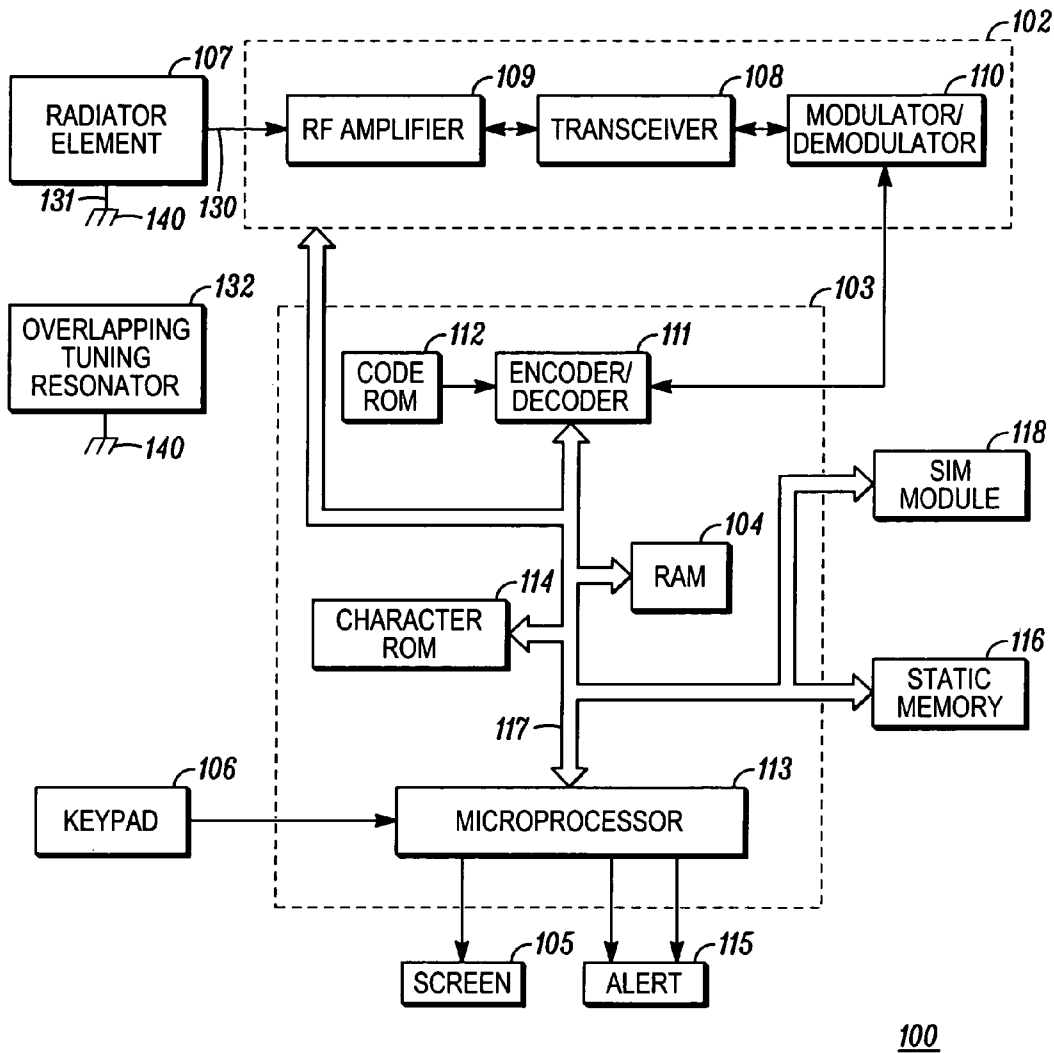 102
107
109
108
110
RADIATOR
ELEMENT
RF AMPLIFIER
TRANSCEIVER
MODULATOR/
DEMODULATOR
131
140
130
132
103
OVERLAPPING
TUNING
RESONATOR
112
111
CODE
ROM
ENCODER/
DECODER
140
118
SIM
MODULE
104
RAM
114
CHARACTER
ROM
116
STATIC
MEMORY
117
106
113
KEYPAD
MICROPROCESSOR
105
115
SCREEN
ALERT
100